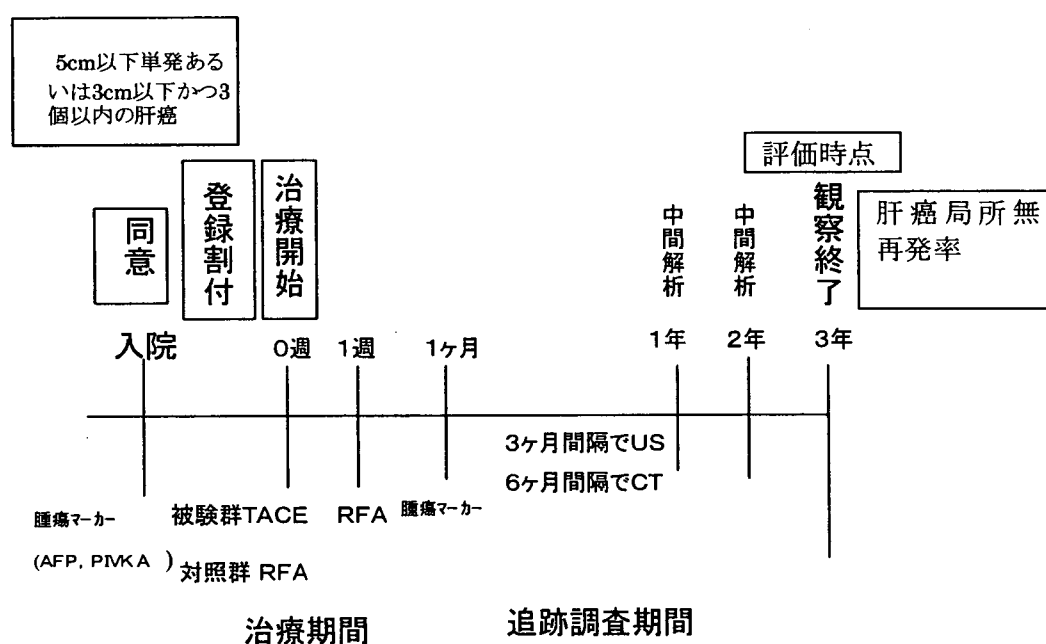 5cm以下単発ある
いは3cm以下かつ3
個以内の肝癌
同意
登録割付
治療開始
評価時点
中間解析
中間解析
観察終了
肝癌局所無
再発率
入院
0週
1週
1ヶ月
1年
2年
3年
3ヶ月間隔でUS
6ヶ月間隔でCT
腫瘍マーカー
(AFP, PIVKA )
被験群TACE
RFA
腫瘍マーカー
対照群 RFA
治療期間
追跡調査期間